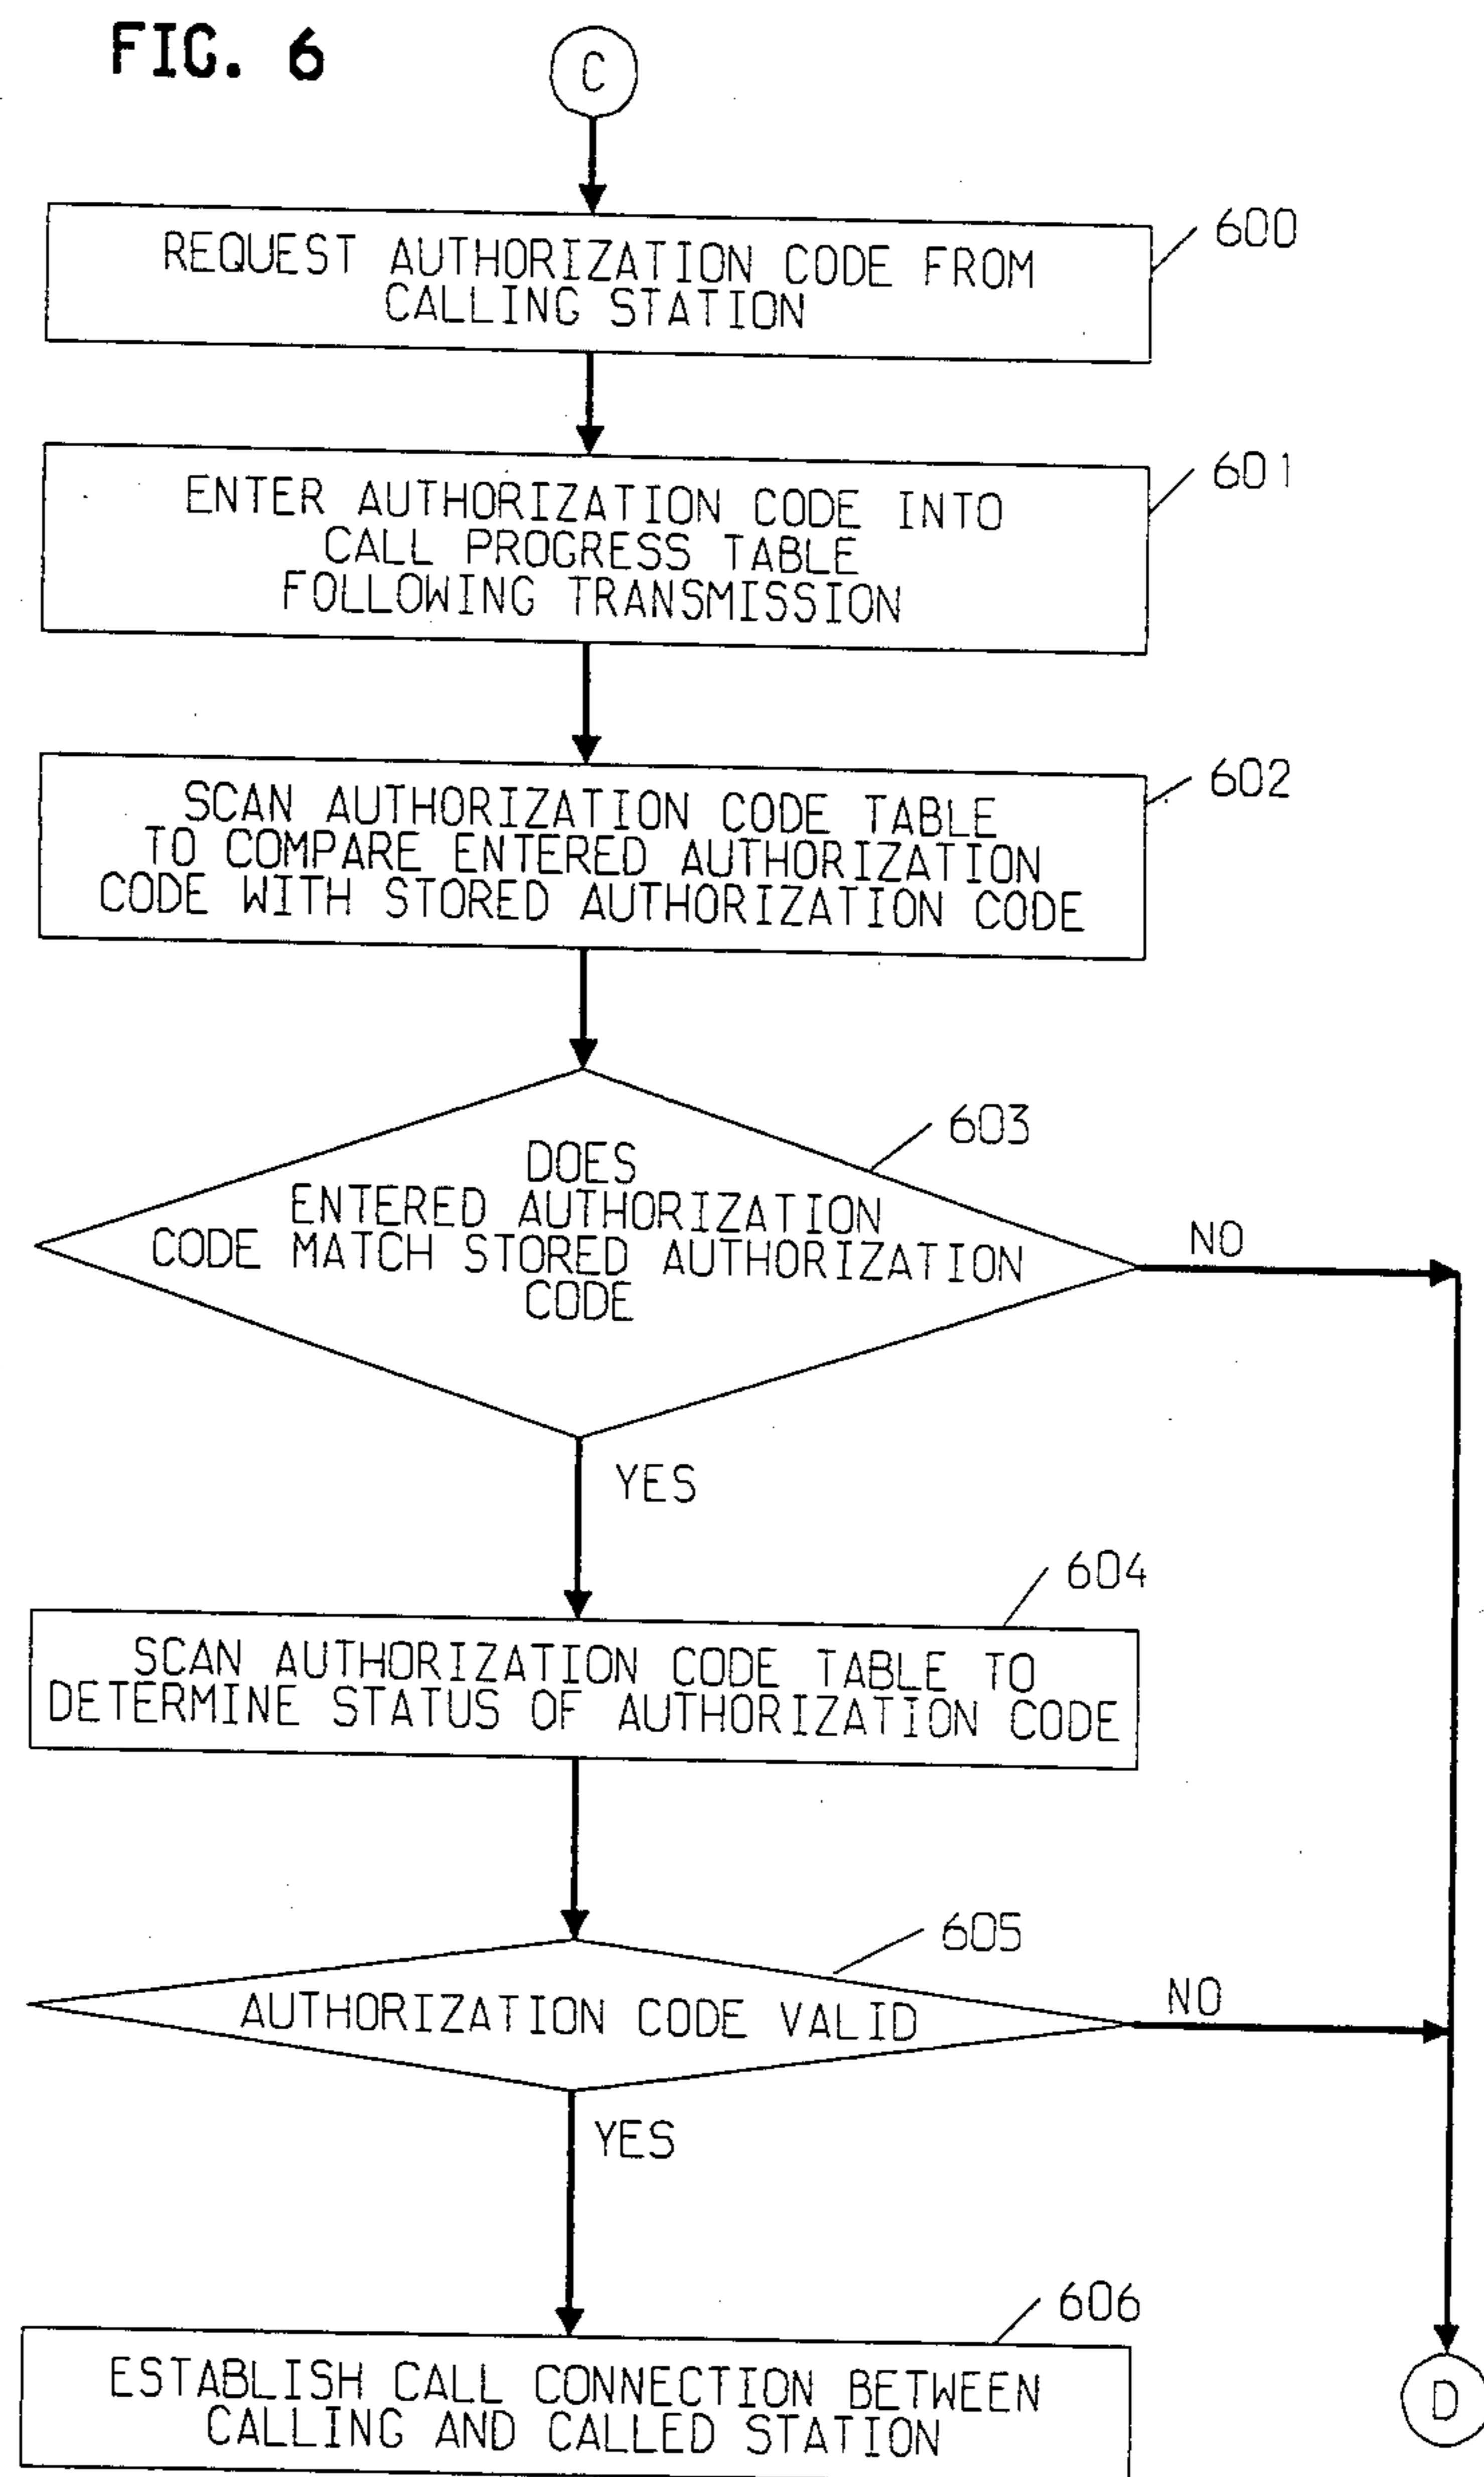 FIG. 6
C
REQUEST AUTHORIZATION CODE FROM
CALLING STATION
600
ENTER AUTHORIZATION CODE INTO
CALL PROGRESS TABLE
FOLLOWING TRANSMISSION
601
SCAN AUTHORIZATION CODE TABLE
TO COMPARE ENTERED AUTHORIZATION
CODE WITH STORED AUTHORIZATION CODE
602
603
DOES
ENTERED AUTHORIZATION
CODE MATCH STORED AUTHORIZATION
CODE
NO
YES
604
SCAN AUTHORIZATION CODE TABLE TO
DETERMINE STATUS OF AUTHORIZATION CODE
605
AUTHORIZATION CODE VALID
NO
YES
606
ESTABLISH CALL CONNECTION BETWEEN
CALLING AND CALLED STATION
D